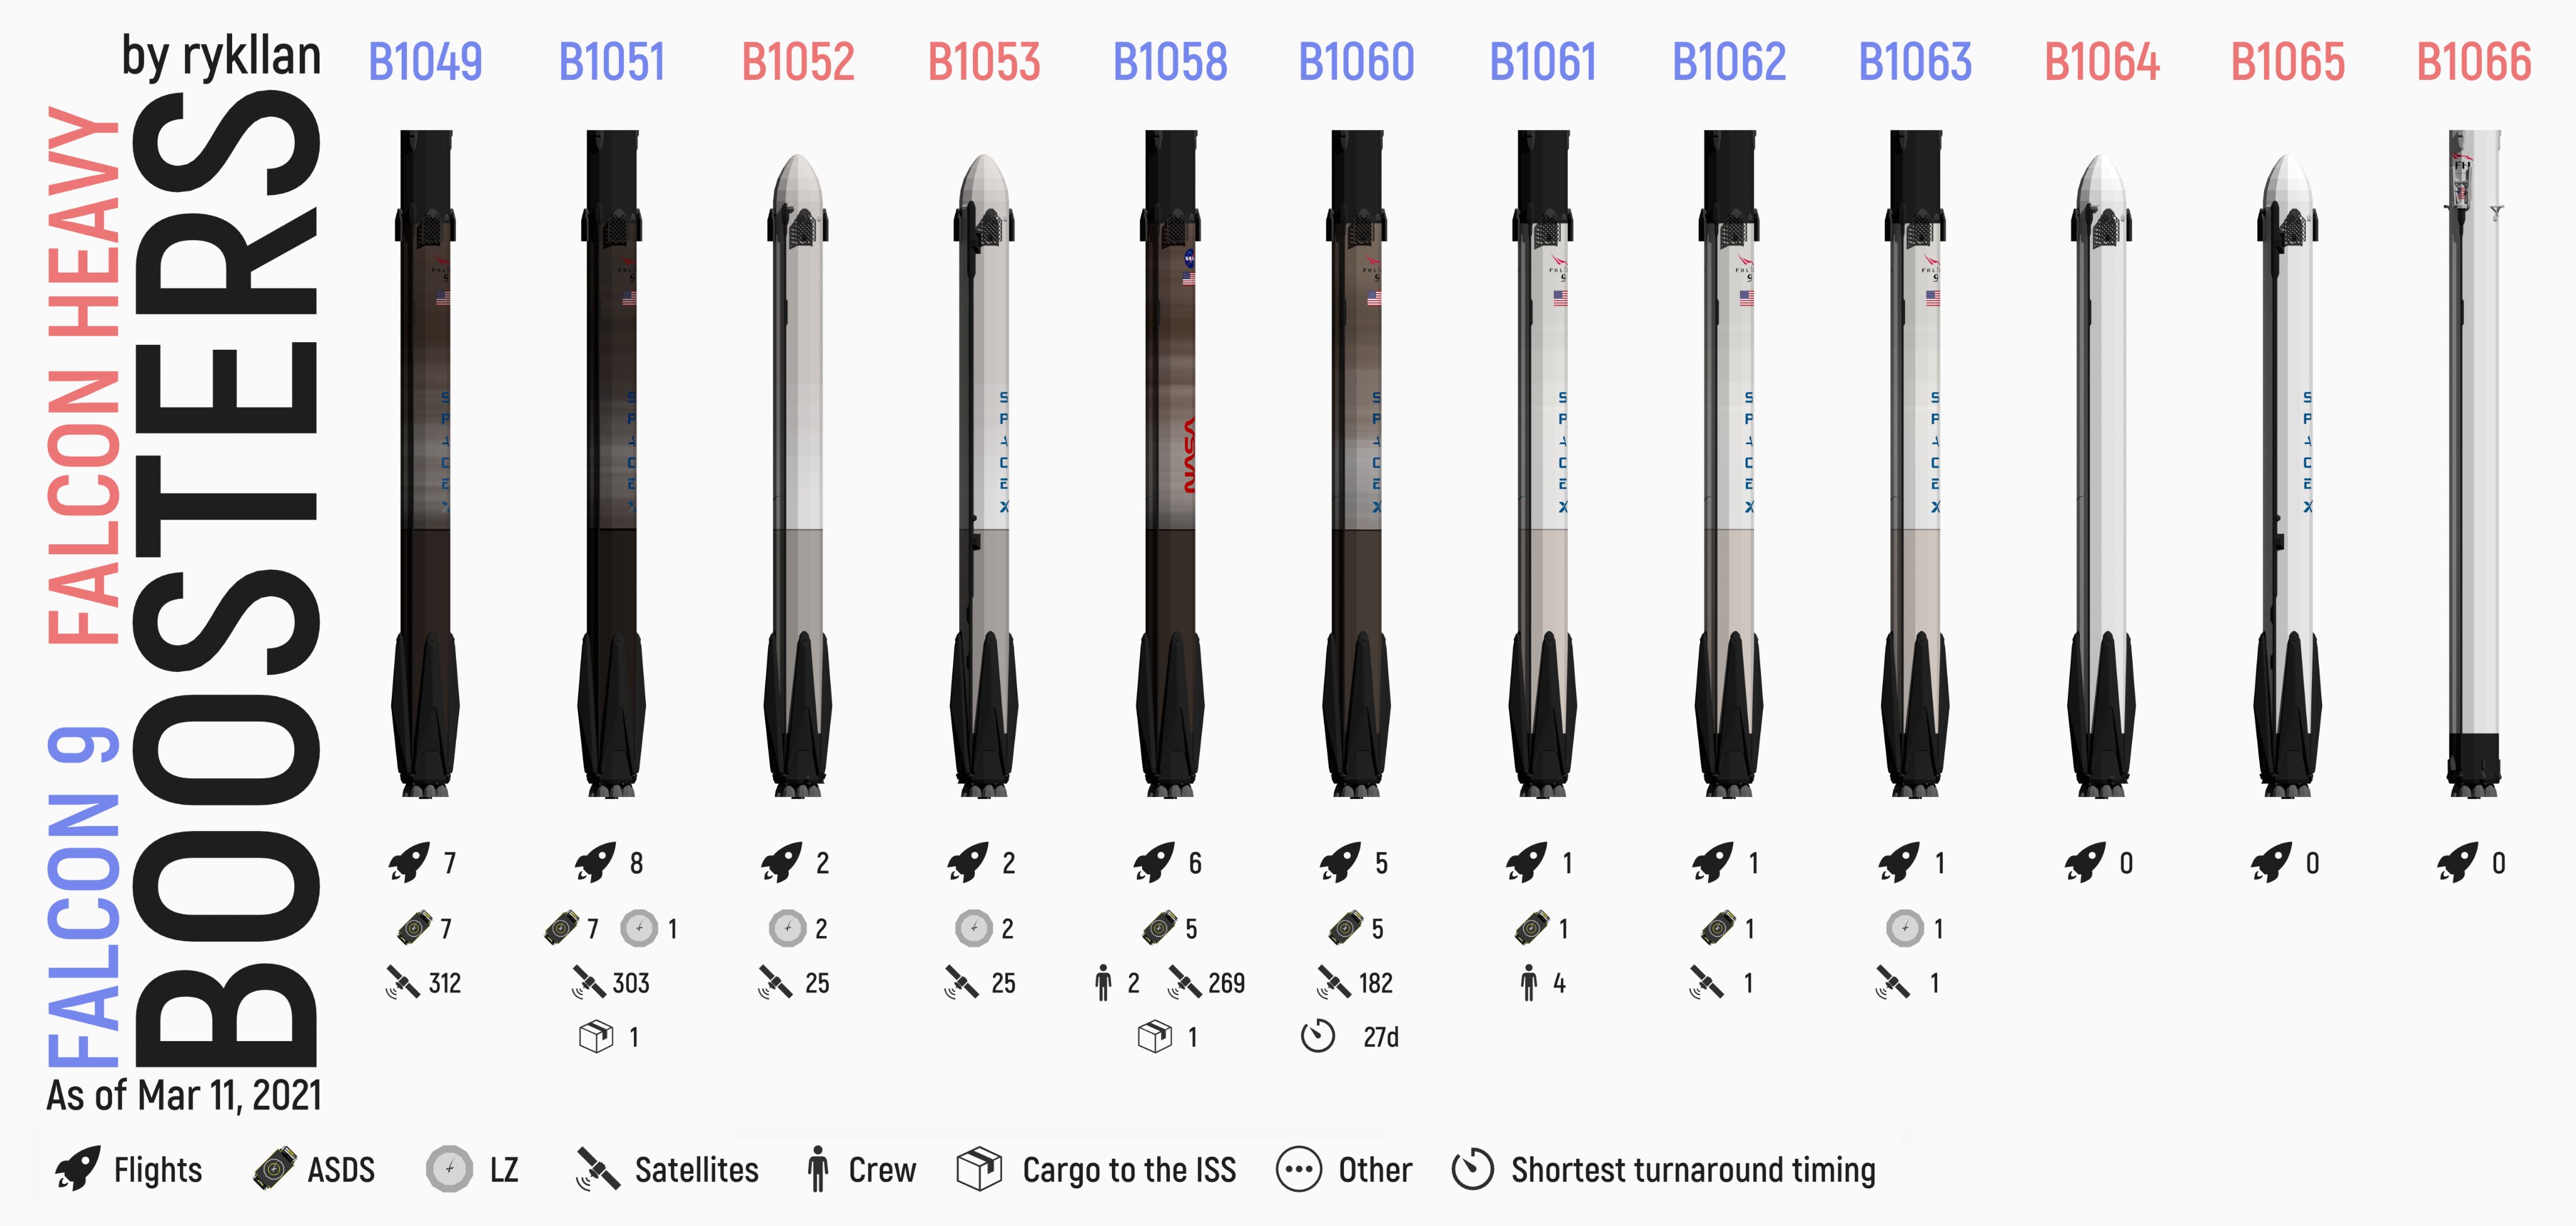 by rykllan
FALCON 9 FALCON HEAVY
BOOSTERS
As of Mar 11, 2021
B1049 B1051 B1052 B1053 B1058 B1060 B1061 B1062 B1063 B1064 B1065 B1066
FH
NASA
SPACEX
7 8 2 2 6 5 1 1 1 0 0 0
7 7 1 2 2 5 5 1 1 1
312 303 25 25 2 269 182 4 1 1
1 1 27d
Flights ASDS LZ Satellites Crew Cargo to the ISS Other Shortest turnaround timing